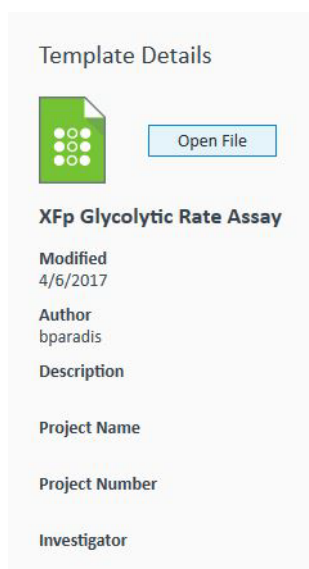 Template Details
Open File
XFp Glycolytic Rate Assay
Modified
4/6/2017
Author
bparadis
Description
Project Name
Project Number
Investigator